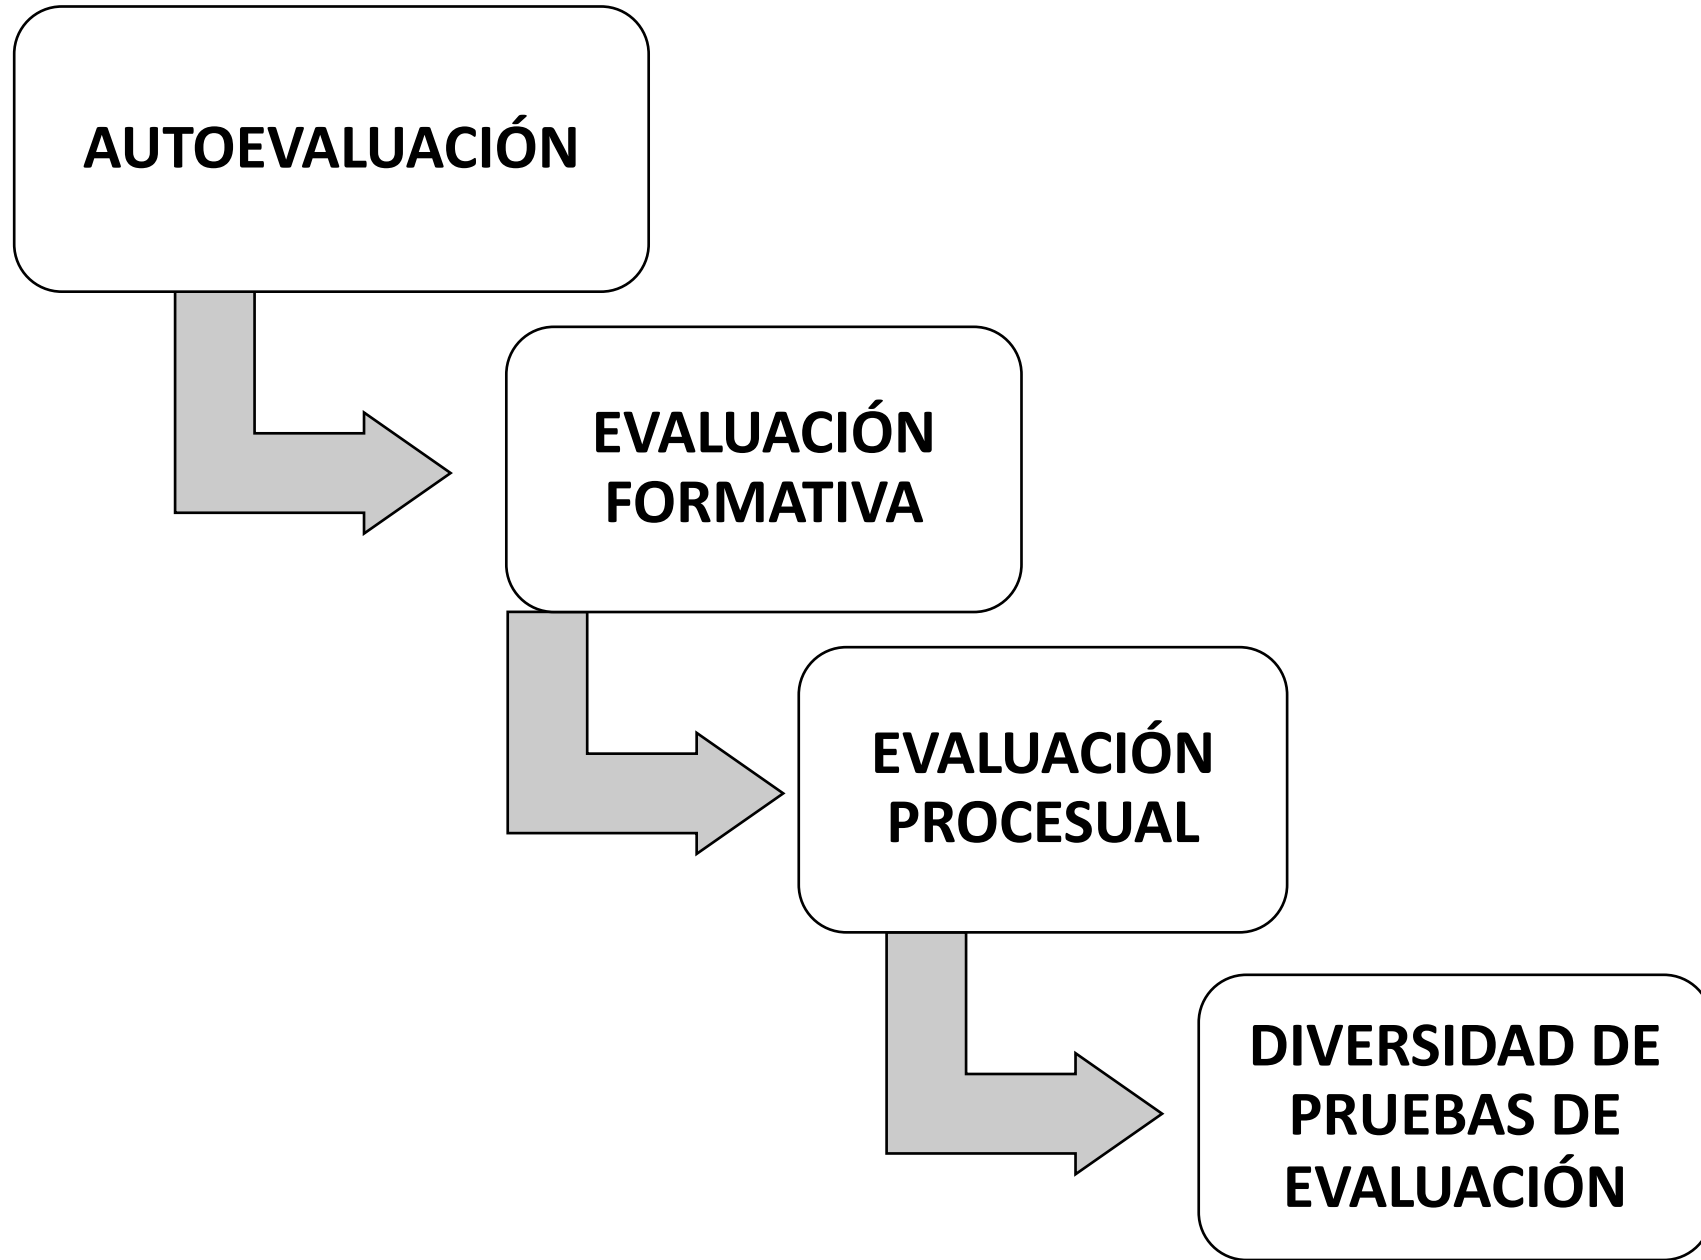 AUTOEVALUACIÓN
EVALUACIÓN
FORMATIVA
EVALUACIÓN
PROCESUAL
DIVERSIDAD DE
PRUEBAS DE
EVALUACIÓN